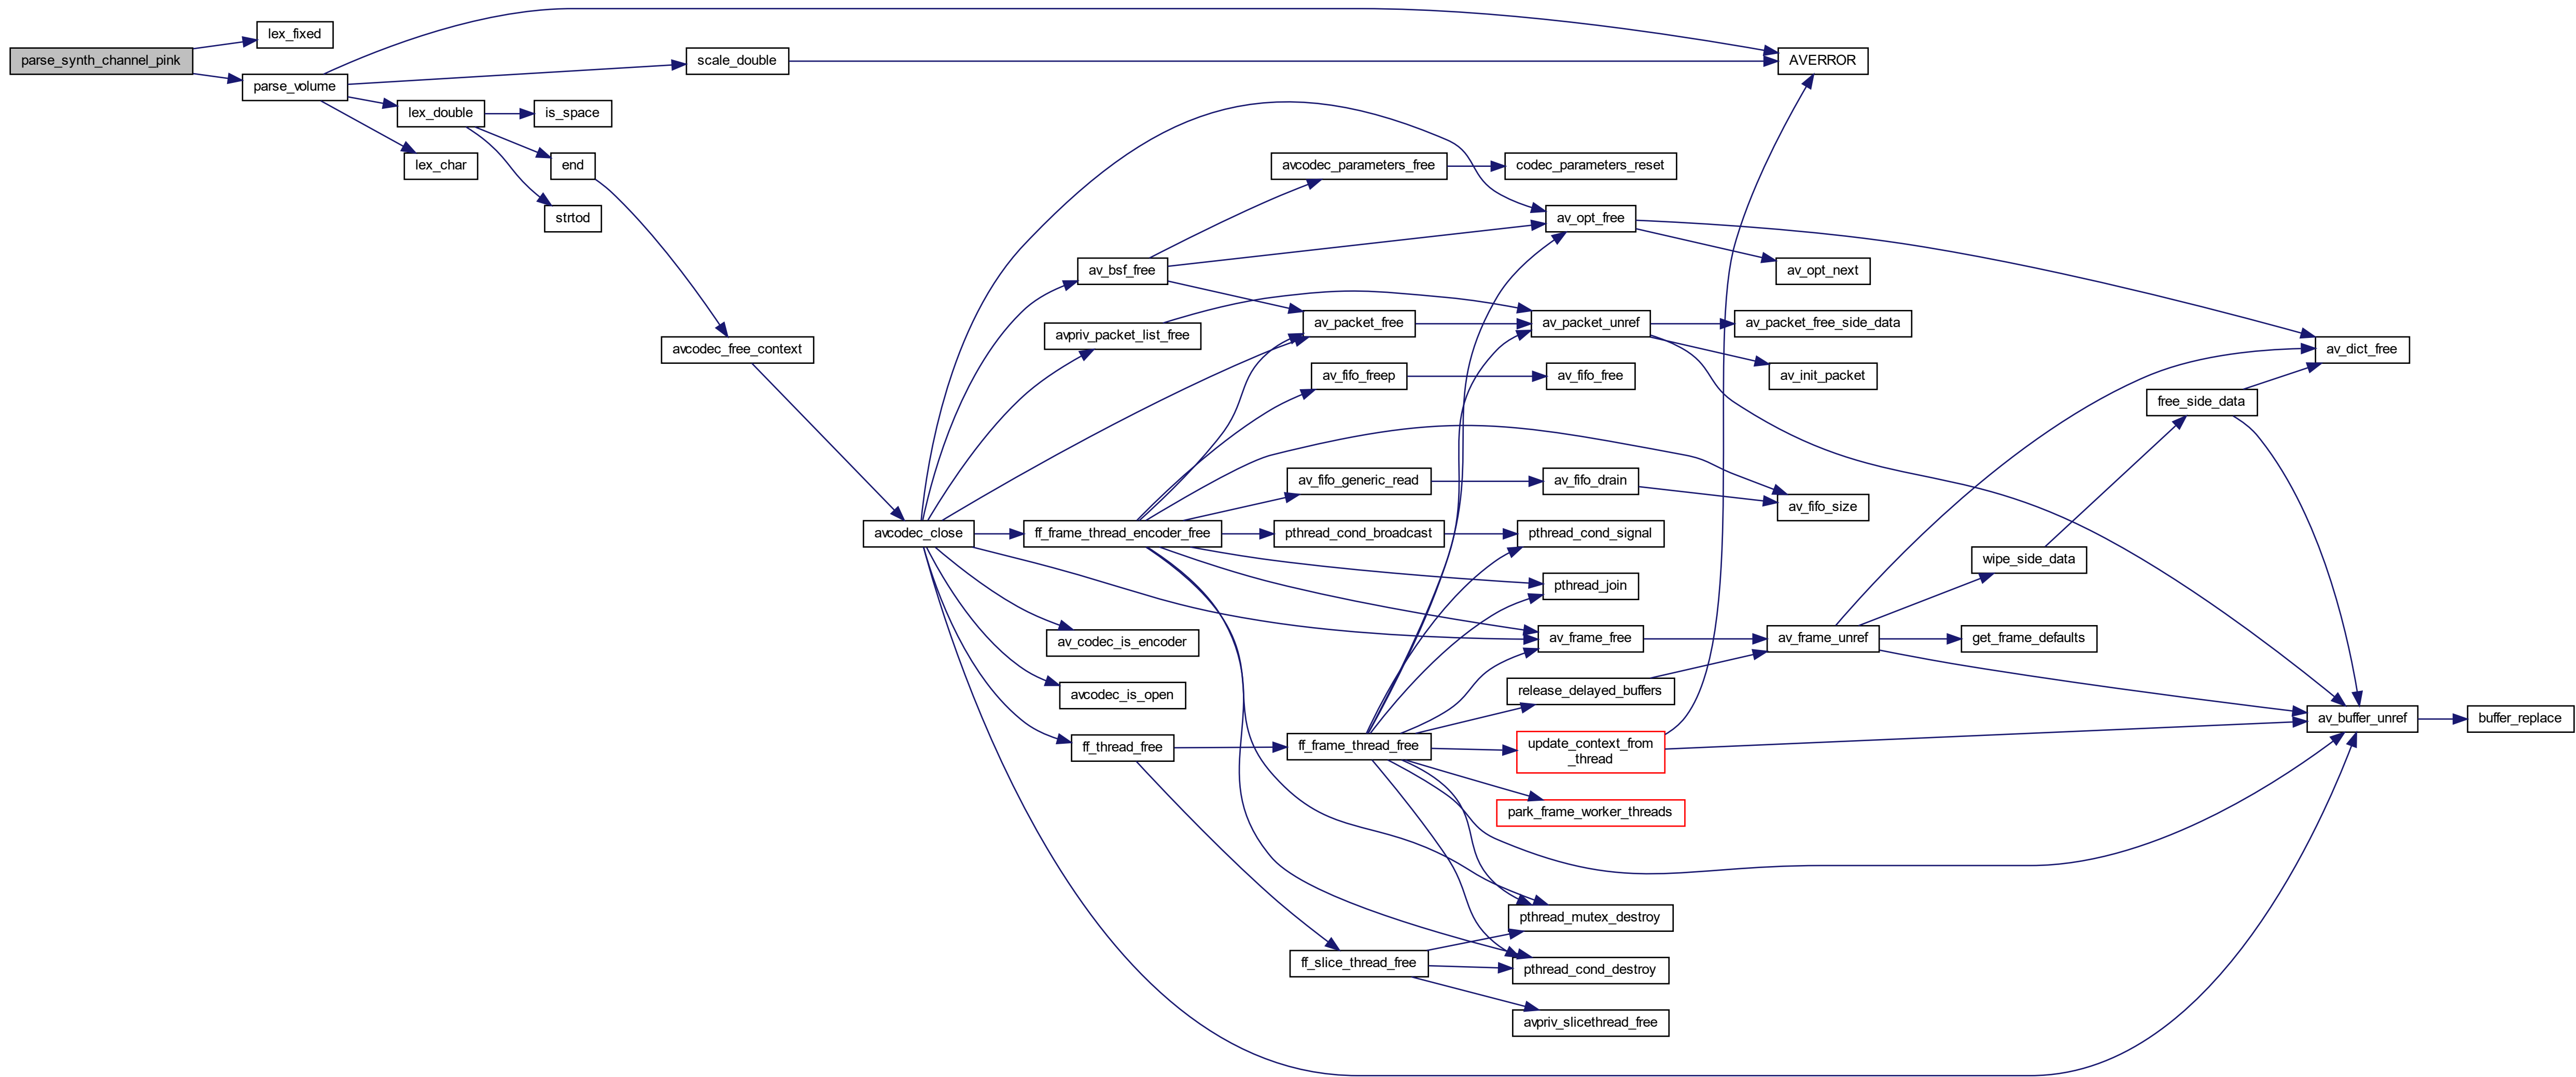 parse_synth_channel_pink
lex_fixed
parse_volume
scale_double
AVERROR
lex_double
is_space
lex_char
end
strtod
avcodec_free_context
avcodec_close
avcodec_parameters_free
codec_parameters_reset
av_bsf_free
av_opt_free
av_opt_next
avpriv_packet_list_free
av_packet_free
av_packet_unref
av_packet_free_side_data
av_init_packet
av_dict_free
av_fifo_freep
av_fifo_free
free_side_data
av_fifo_generic_read
av_fifo_drain
av_fifo_size
ff_frame_thread_encoder_free
pthread_cond_broadcast
pthread_cond_signal
wipe_side_data
pthread_join
av_codec_is_encoder
av_frame_free
av_frame_unref
get_frame_defaults
avcodec_is_open
release_delayed_buffers
av_buffer_unref
buffer_replace
ff_thread_free
ff_frame_thread_free
update_context_from
_thread
park_frame_worker_threads
pthread_mutex_destroy
ff_slice_thread_free
pthread_cond_destroy
avpriv_slicethread_free